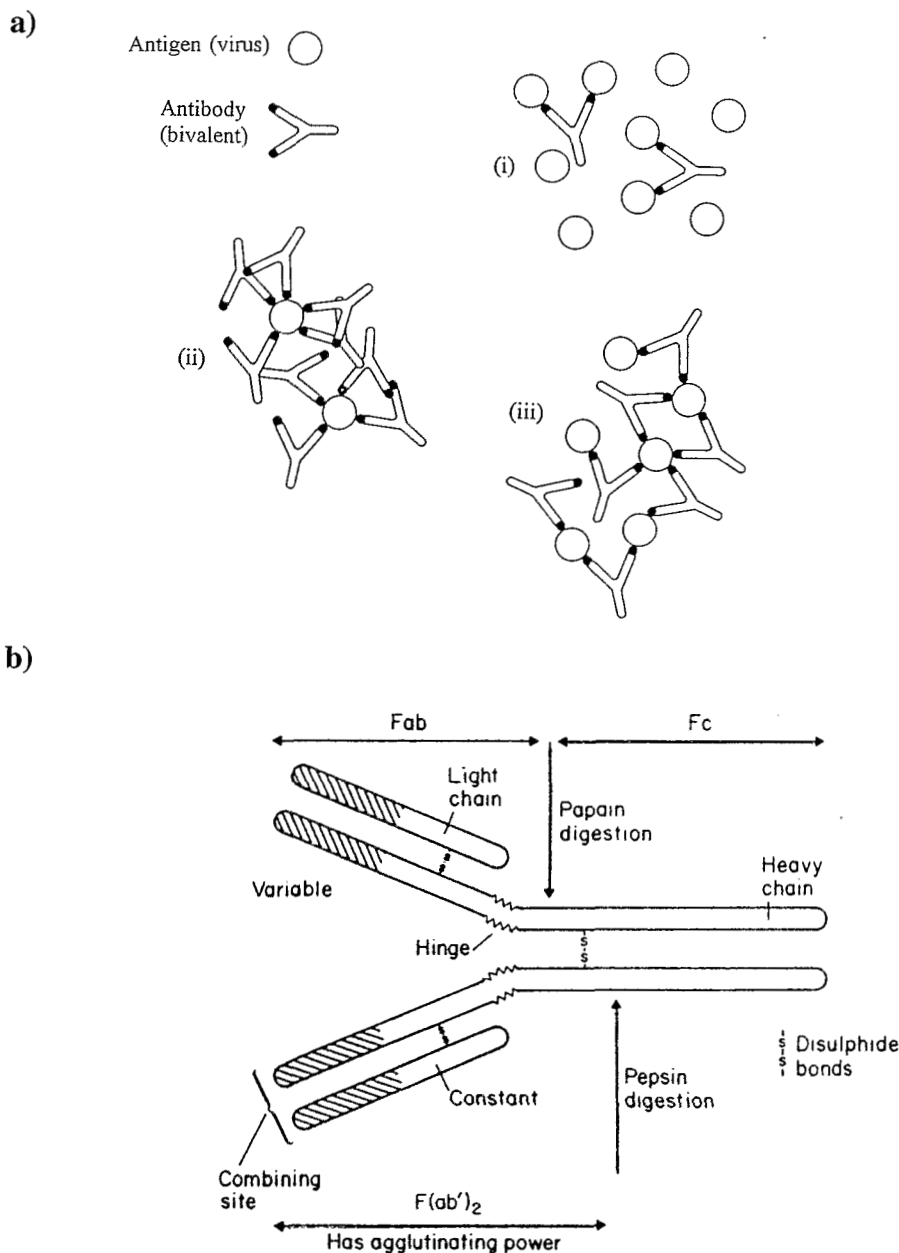 a)
Antigen (virus)
Antibody
(bivalent)
(i)
(ii)
(iii)
b)
Fab
Fc
Light
chain
Papain
digestion
Heavy
chain
Variable
Hinge
S
S
S
S
Disulphide
bonds
Constant
Pepsin
digestion
Combining
site
F(ab')₂
Has agglutinating power